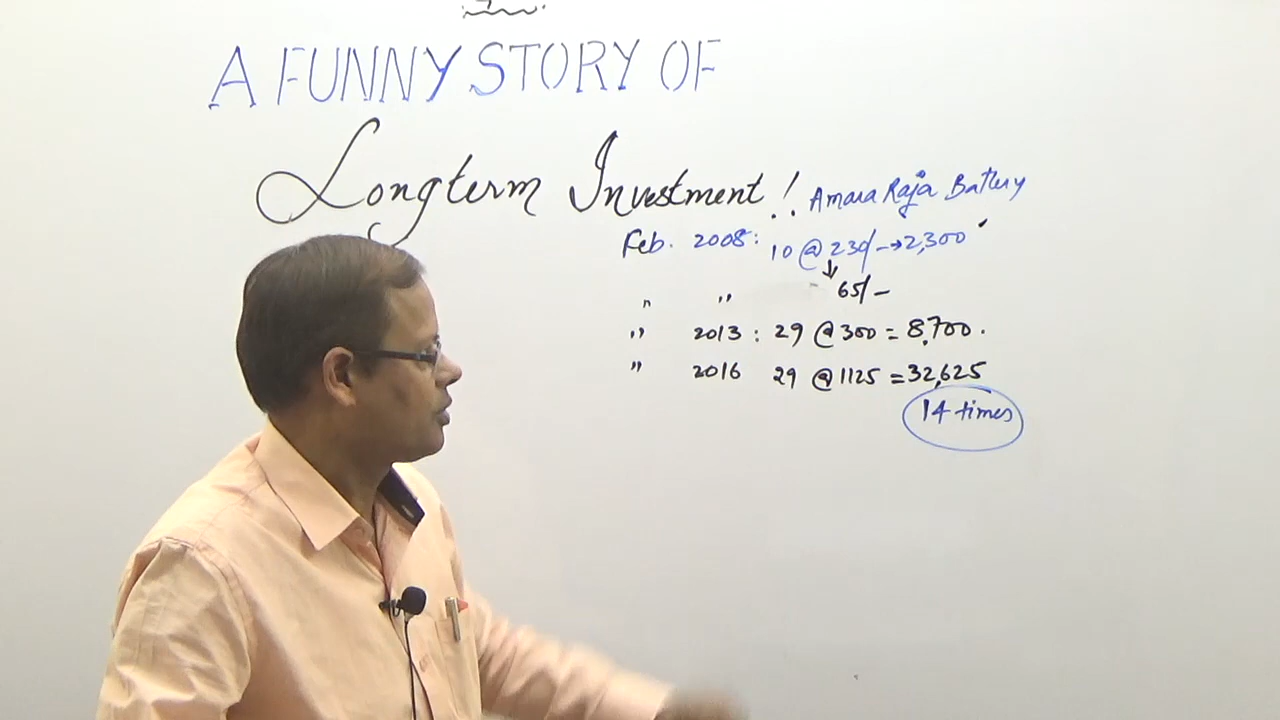 A FUNNY STORY OF
Longterm Investment!..
Amara Raja Battery
Feb. 2008: 10 @ 230/- → 2,300
" " 65/-
" 2013: 29 @ 300 = 8,700.
" 2016 29 @ 1125 = 32,625
14 times